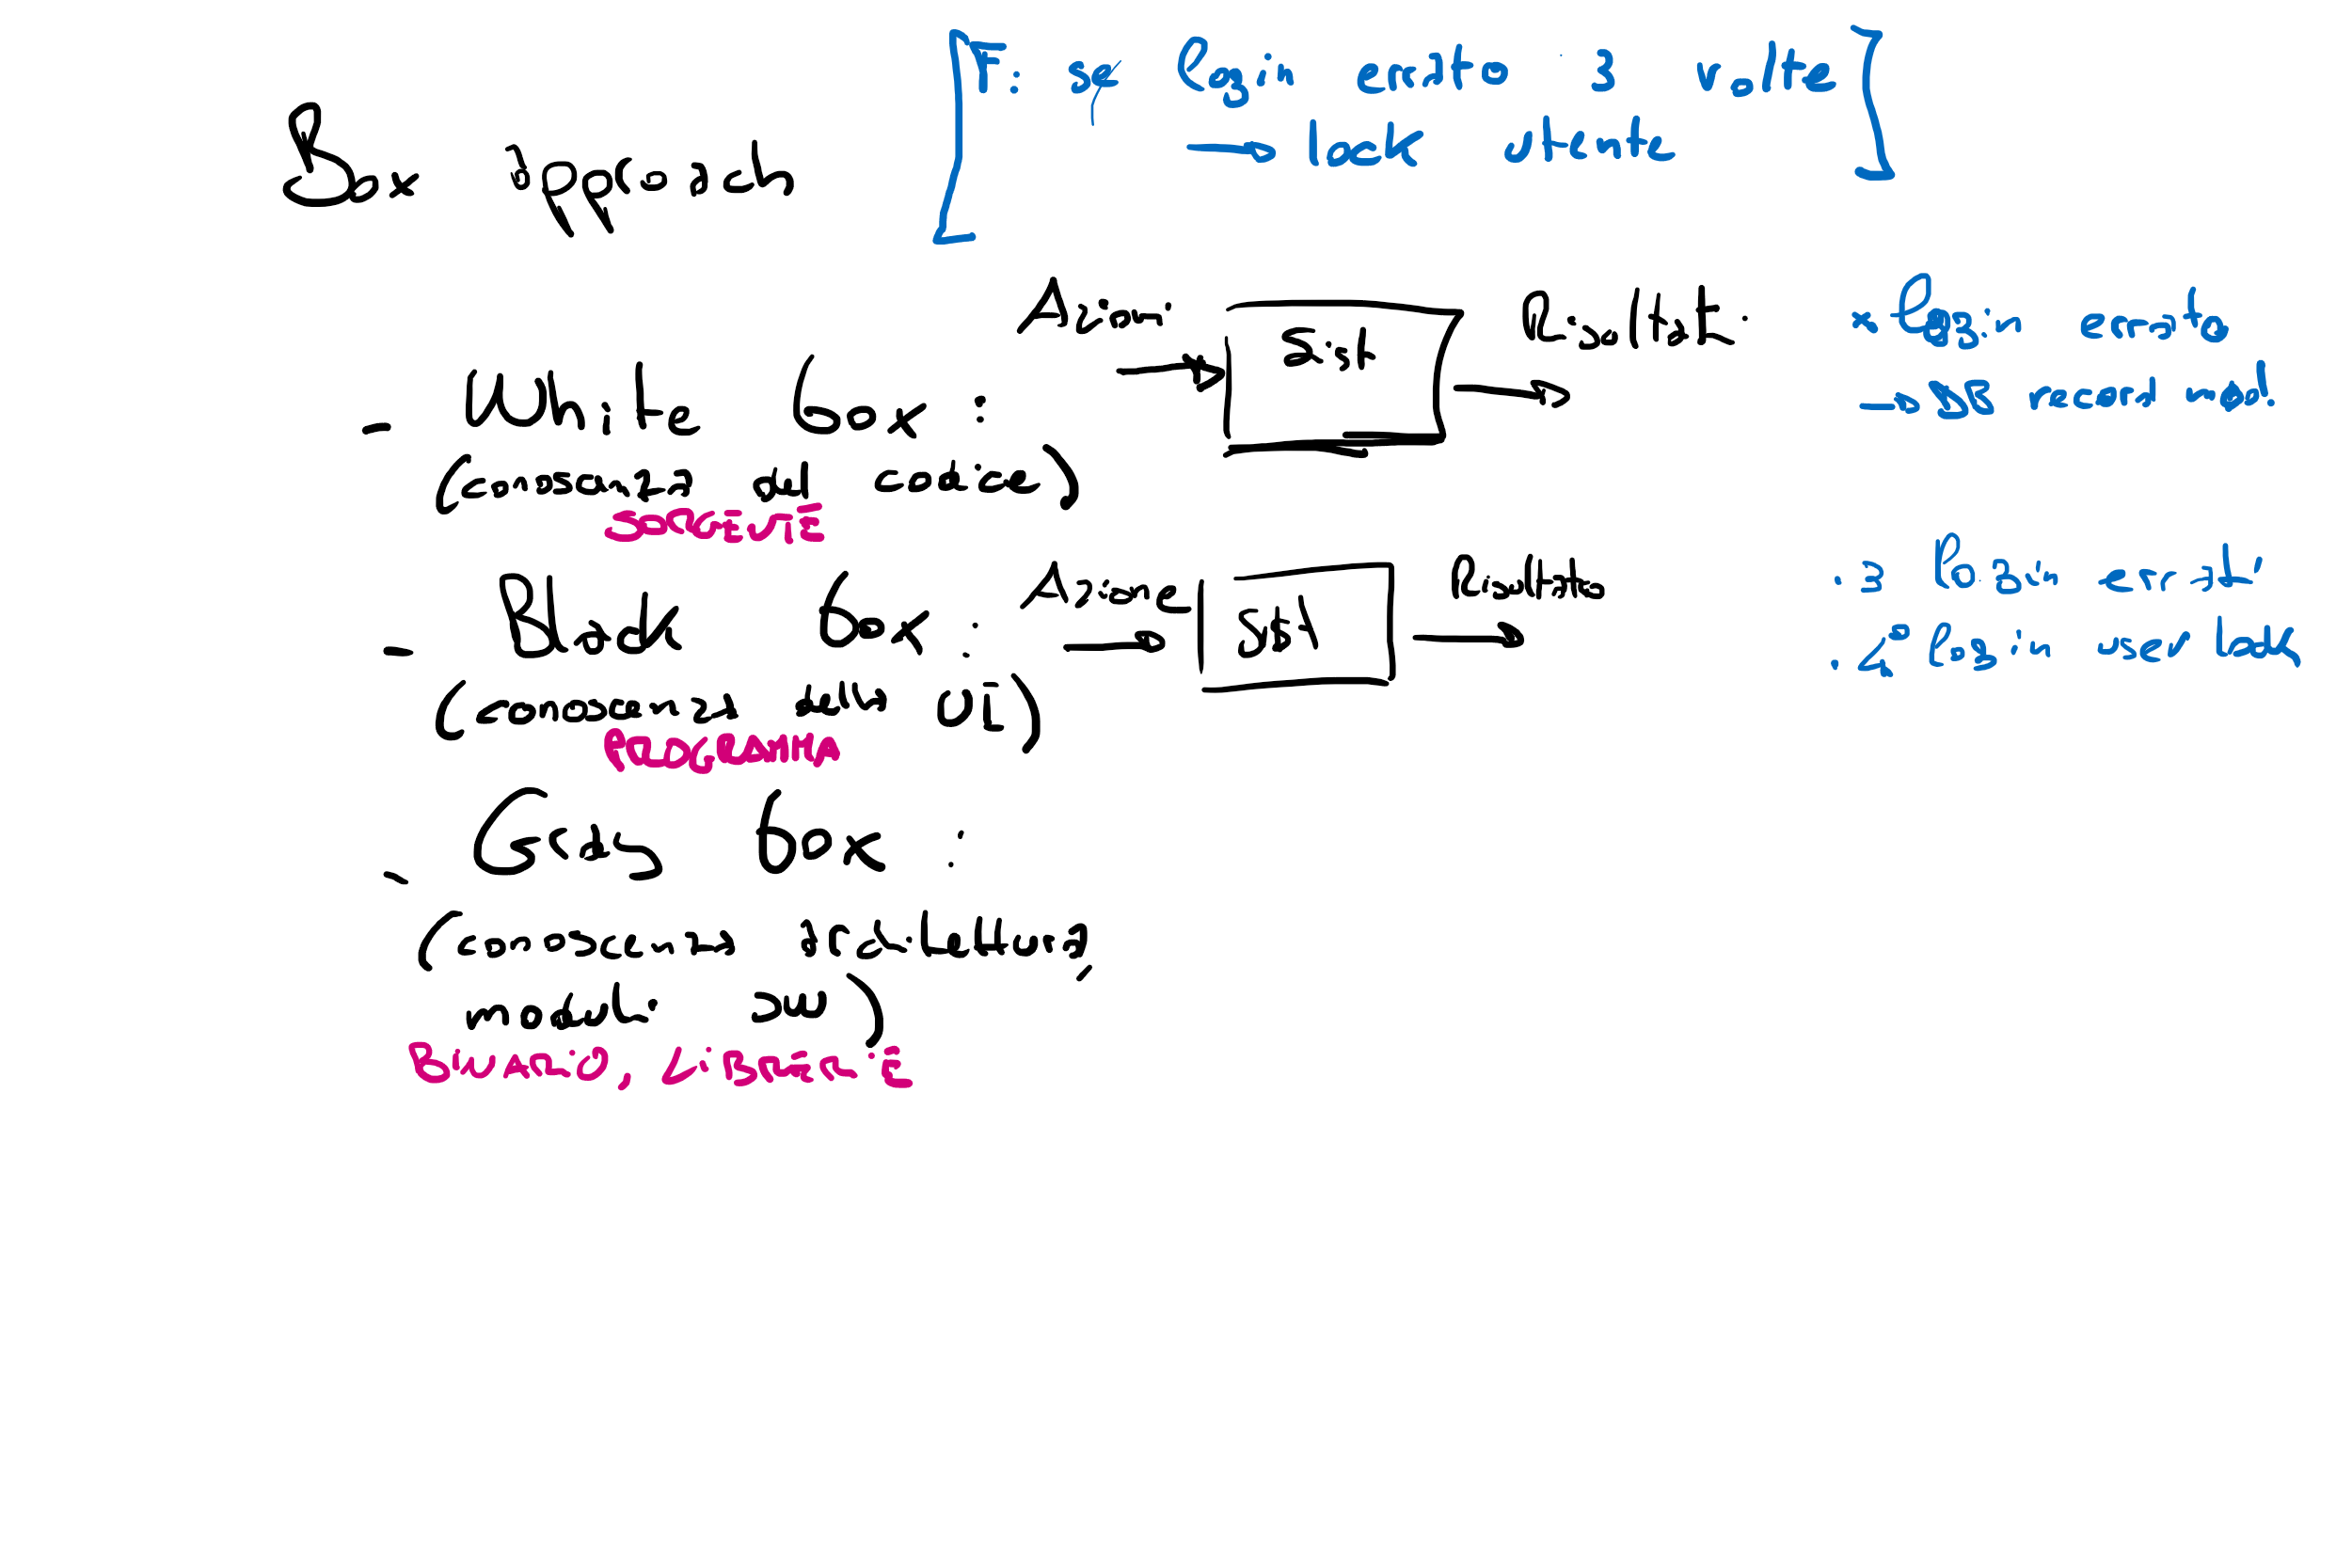 Box approach
[F: se login errato 3 volte]
→ lock utente
- White box:
(conoscenza del codice)
SORGENTE
Azioni
Sist
Risultati
* login errato
→ DB record mod.
- Black box:
(conoscenza della UI)
PROGRAMMA
Azione
Sist
Risultato
. 3 login errati
. 4° login user lock
- Grey box:
(conoscenza architettura,
moduli SW)
BINARIO, LIBRERIE